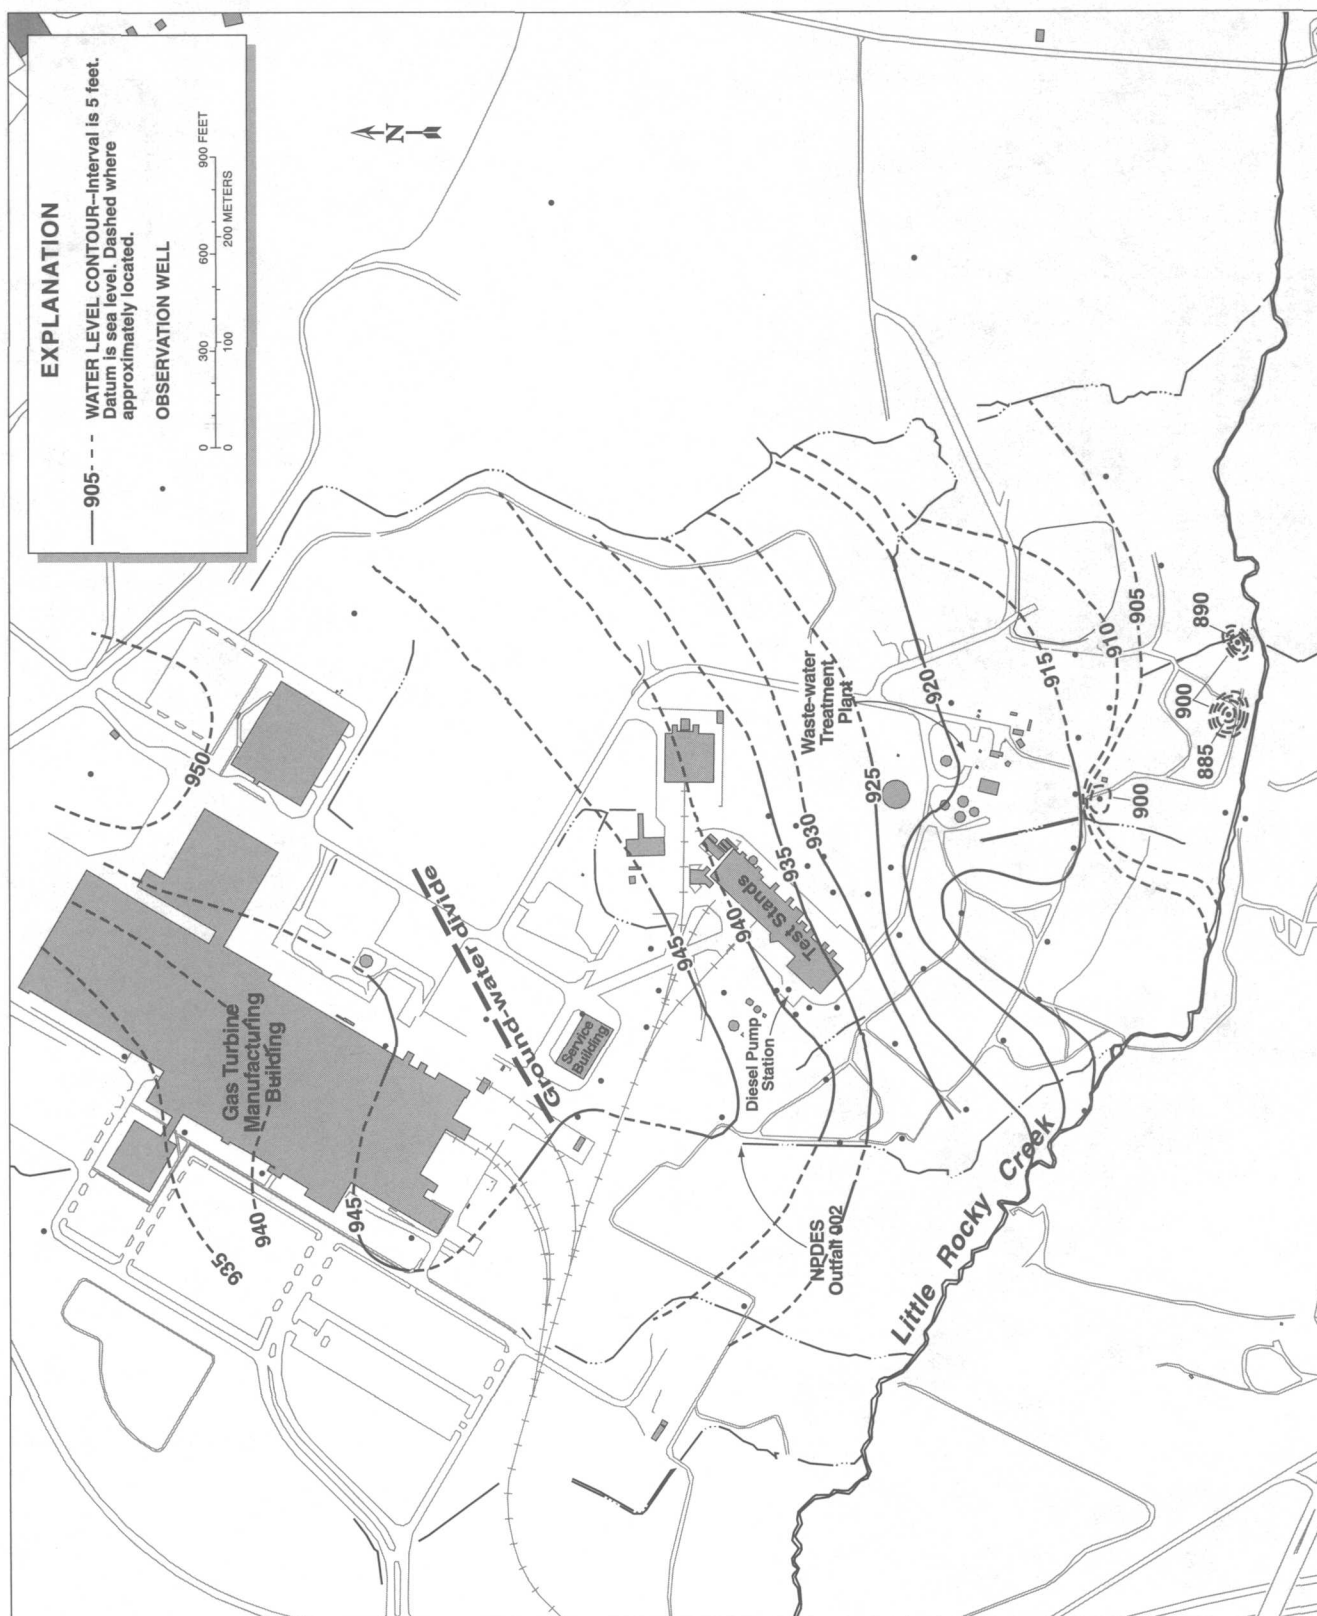 EXPLANATION
905
WATER LEVEL CONTOUR--Interval is 5 feet.
Datum is sea level. Dashed where
approximately located.
OBSERVATION WELL
0 300 600 900 FEET
0 100 200 METERS
N
950
945
940
935
Gas Turbine
Manufacturing
Building
Ground-water divide
Service
Building
945
940
935
930
925
920
915
910
905
900
890
900
885
Test Stands
Diesel Pump
Station
Waste-water
Treatment
Plant
NPDES
Outfall 002
Little Rocky Creek